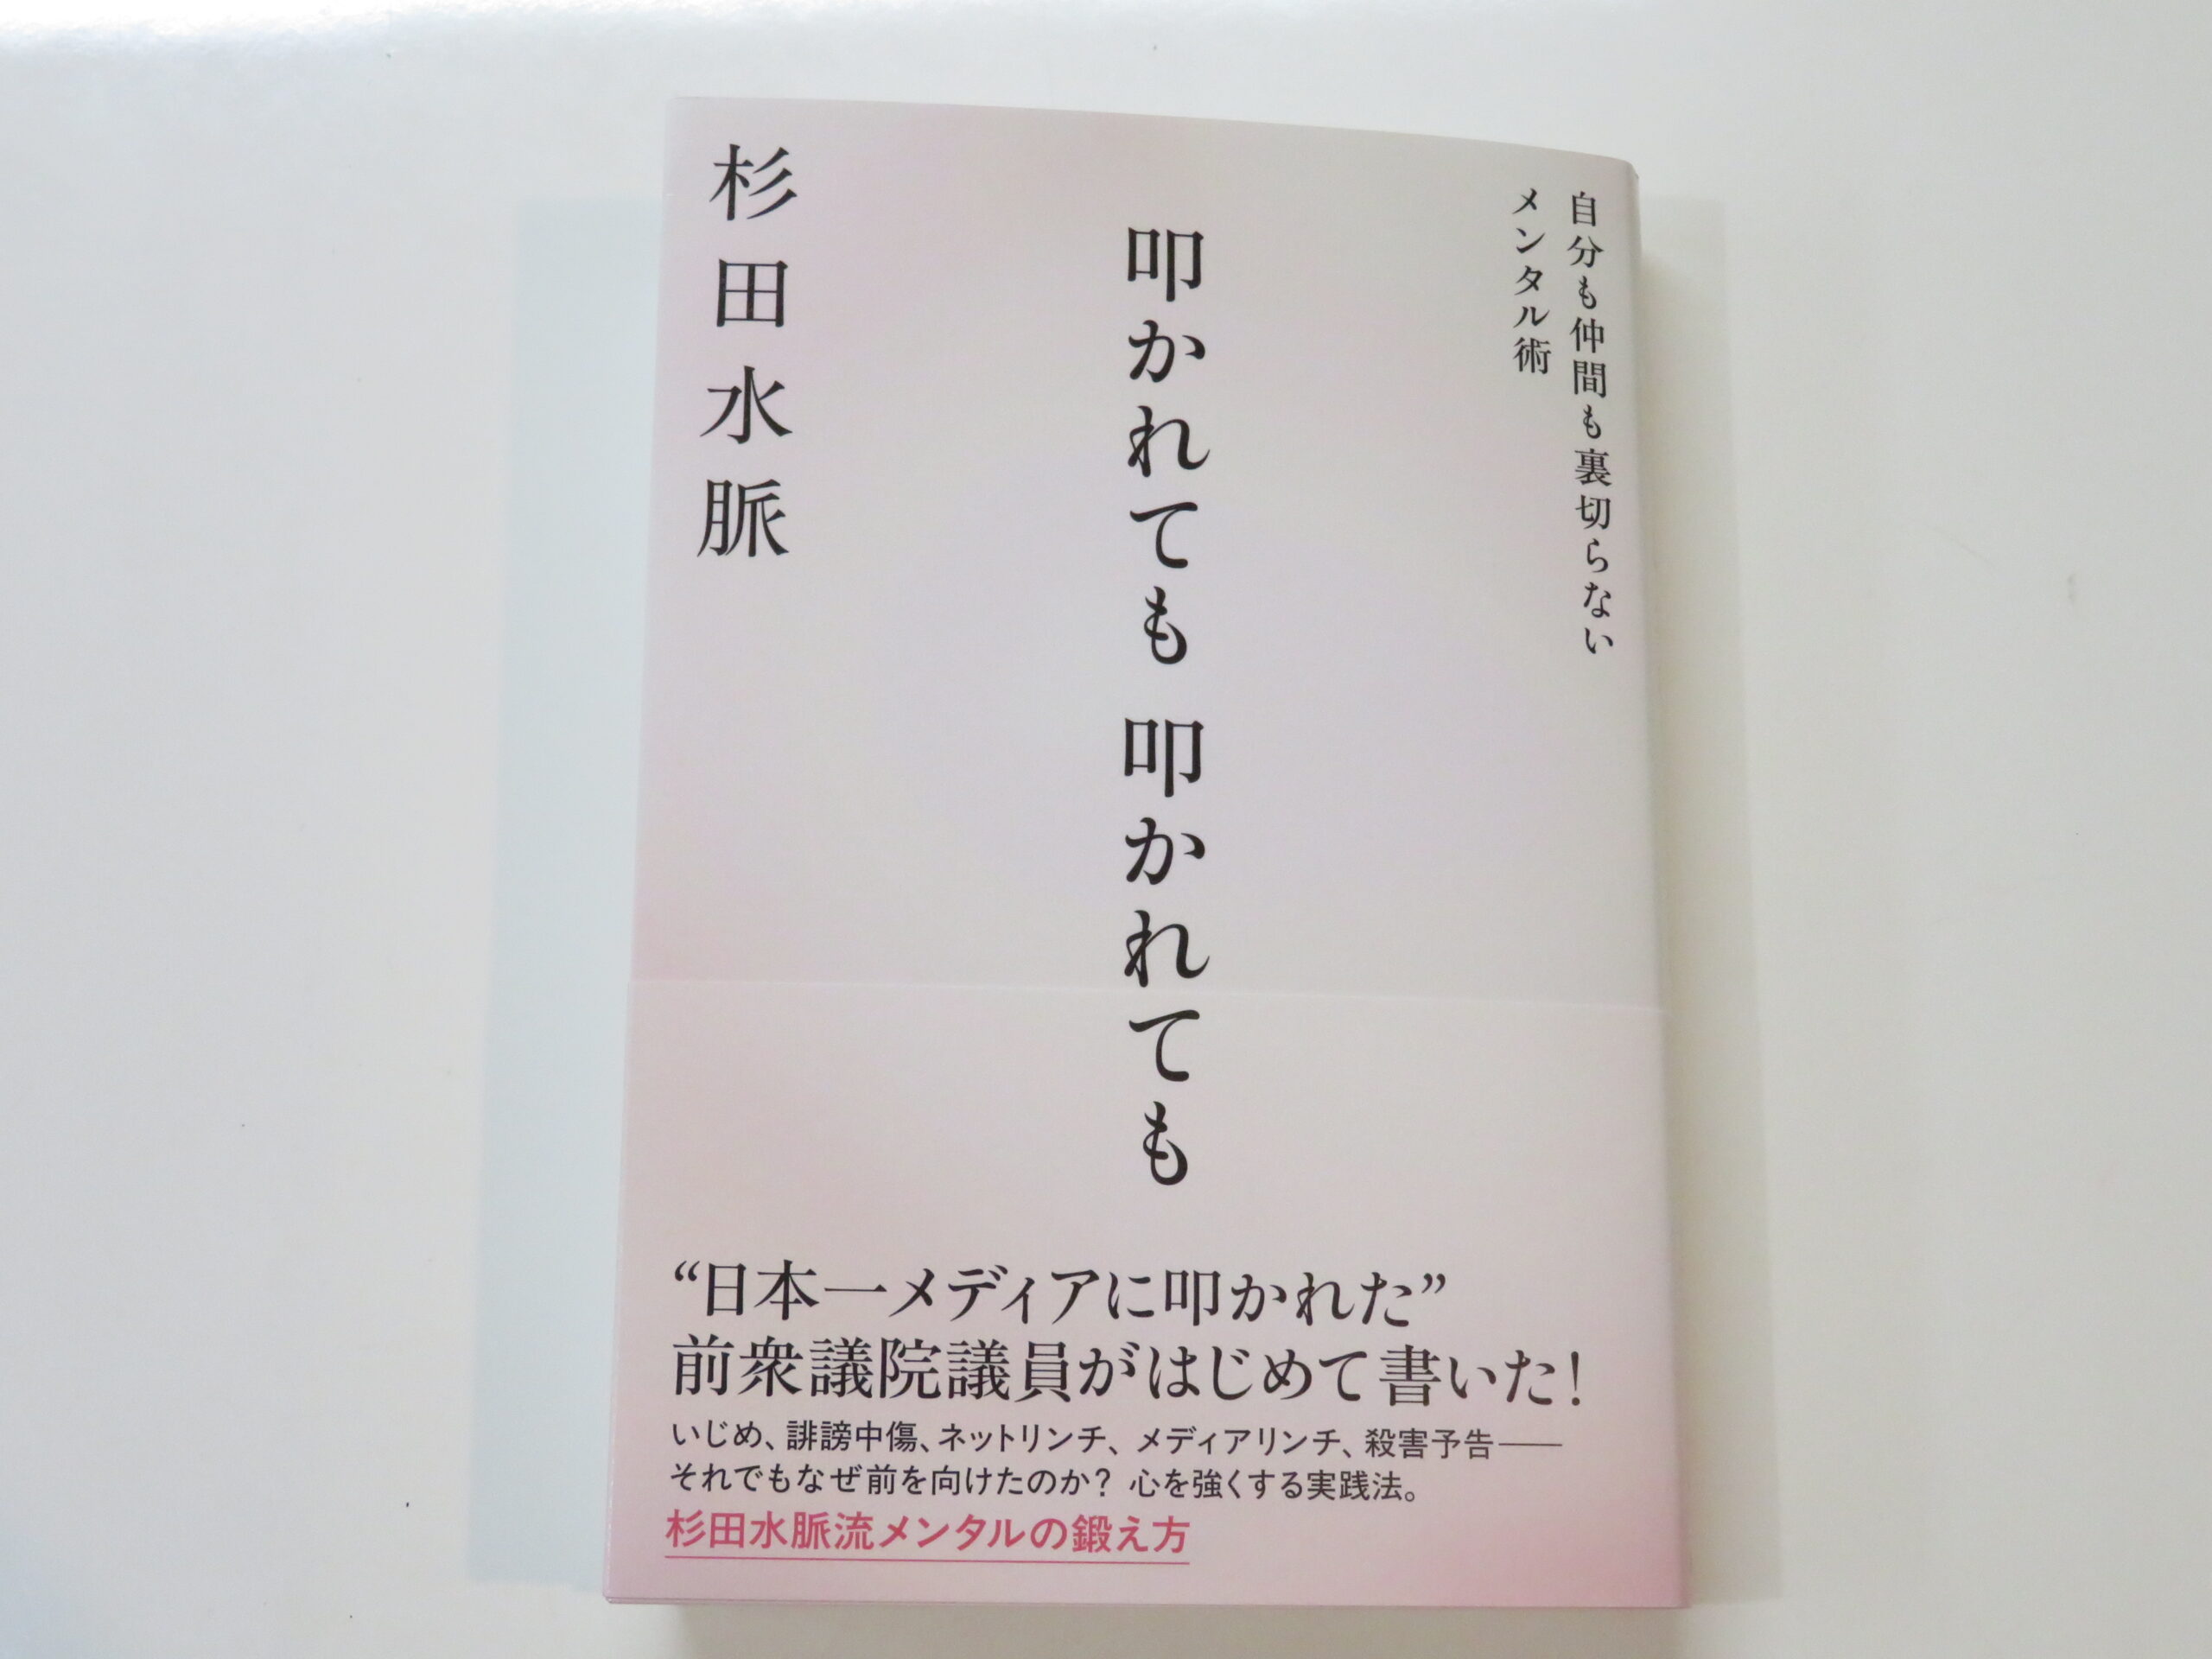 自分も仲間も裏切らない
メンタル術
叩かれても 叩かれても
杉田水脈
“日本一メディアに叩かれた”
前衆議院議員がはじめて書いた!
いじめ、誹謗中傷、ネットリンチ、メディアリンチ、殺害予告――
それでもなぜ前を向けたのか? 心を強くする実践法。
杉田水脈流メンタルの鍛え方